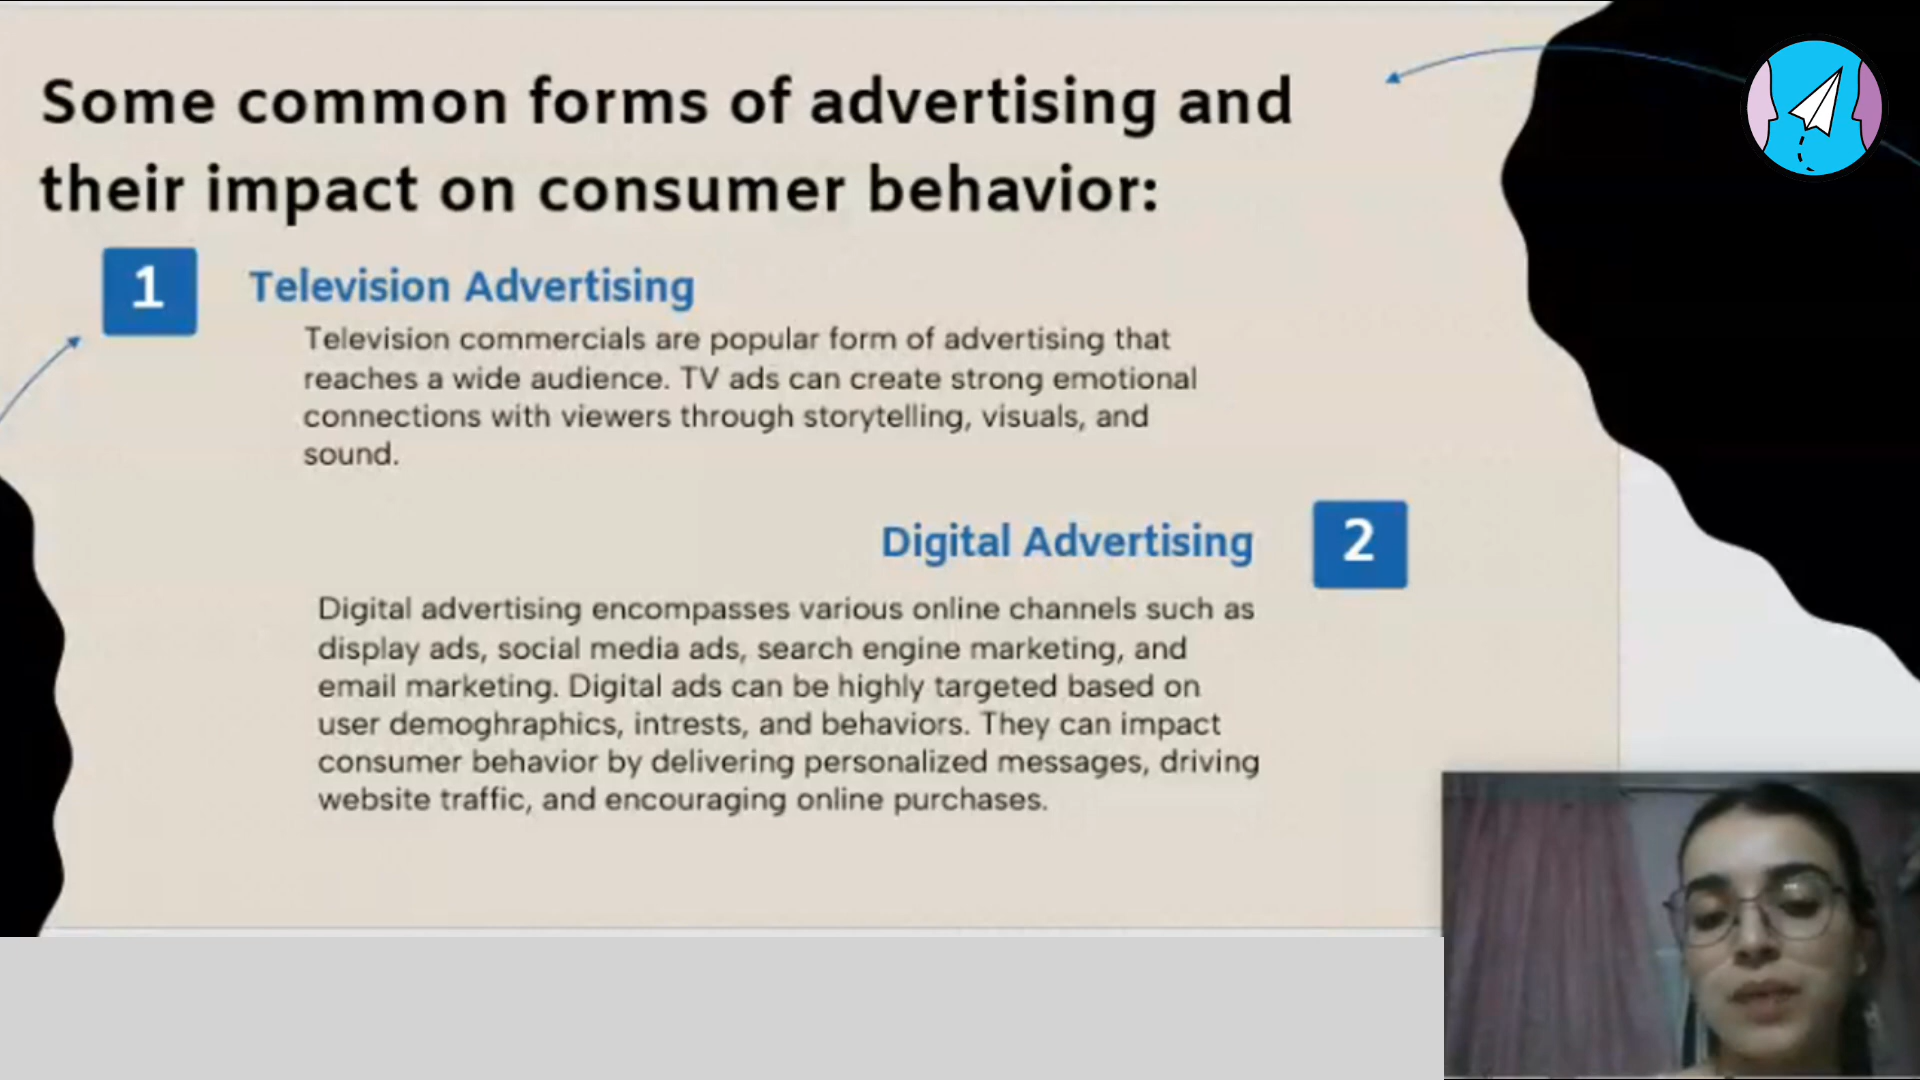 Some common forms of advertising and
their impact on consumer behavior:
1
Television Advertising
Television commercials are popular form of advertising that
reaches a wide audience. TV ads can create strong emotional
connections with viewers through storytelling, visuals, and
sound.
Digital Advertising
2
Digital advertising encompasses various online channels such as
display ads, social media ads, search engine marketing, and
email marketing. Digital ads can be highly targeted based on
user demoghraphics, intrests, and behaviors. They can impact
consumer behavior by delivering personalized messages, driving
website traffic, and encouraging online purchases.